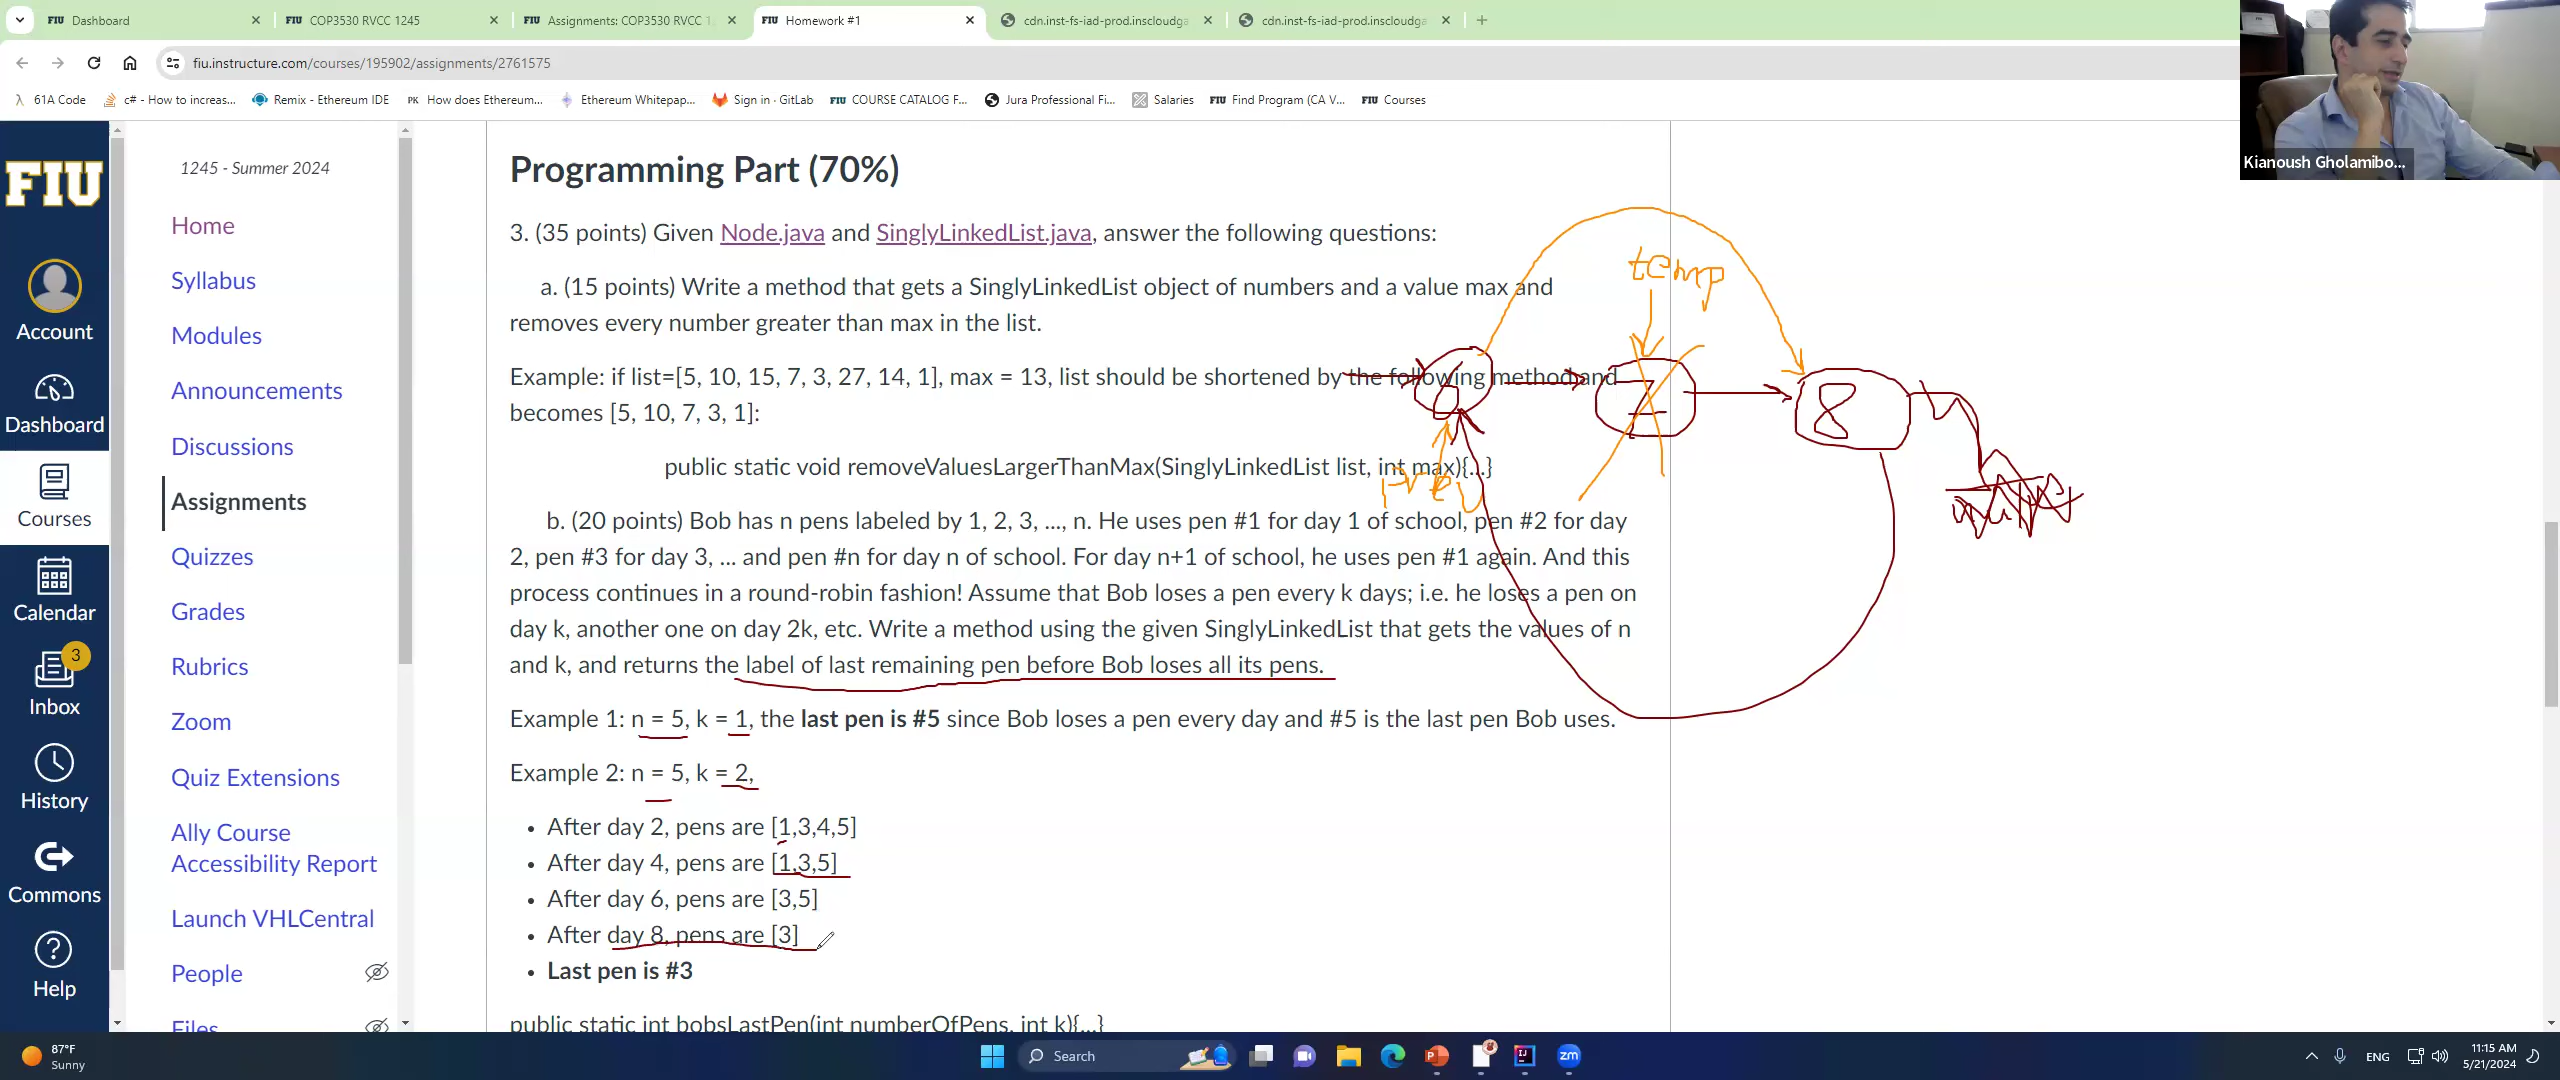 Dashboard
COP3530 RVCC 1245
Assignments: COP3530 RVCC 1
Homework #1
cdn.inst-fs-iad-prod.inscloudga
cdn.inst-fs-iad-prod.inscloudga
fiu.instructure.com/courses/195902/assignments/2761575
61A Code
c# - How to increas...
Remix - Ethereum IDE
PK How does Ethereum...
Ethereum Whitepap...
Sign in · GitLab
FIU COURSE CATALOG F...
Jura Professional Fi...
Salaries
FIU Find Program (CA V...
FIU Courses
Kianoush Gholamibo...
FIU
Account
Dashboard
Courses
Calendar
3
Inbox
History
Commons
Help
1245 - Summer 2024
Home
Syllabus
Modules
Announcements
Discussions
Assignments
Quizzes
Grades
Rubrics
Zoom
Quiz Extensions
Ally Course
Accessibility Report
Launch VHLCentral
People
Files
Programming Part (70%)
3. (35 points) Given Node.java and SinglyLinkedList.java, answer the following questions:
a. (15 points) Write a method that gets a SinglyLinkedList object of numbers and a value max and
removes every number greater than max in the list.
Example: if list=[5, 10, 15, 7, 3, 27, 14, 1], max = 13, list should be shortened by the following method and
becomes [5, 10, 7, 3, 1]:
public static void removeValuesLargerThanMax(SinglyLinkedList list, int max){...}
b. (20 points) Bob has n pens labeled by 1, 2, 3, ..., n. He uses pen #1 for day 1 of school, pen #2 for day
2, pen #3 for day 3, ... and pen #n for day n of school. For day n+1 of school, he uses pen #1 again. And this
process continues in a round-robin fashion! Assume that Bob loses a pen every k days; i.e. he loses a pen on
day k, another one on day 2k, etc. Write a method using the given SinglyLinkedList that gets the values of n
and k, and returns the label of last remaining pen before Bob loses all its pens.
Example 1: n = 5, k = 1, the last pen is #5 since Bob loses a pen every day and #5 is the last pen Bob uses.
Example 2: n = 5, k = 2,
• After day 2, pens are [1,3,4,5]
• After day 4, pens are [1,3,5]
• After day 6, pens are [3,5]
• After day 8, pens are [3]
• Last pen is #3
public static int bobsLastPen(int numberOfPens, int k){...}
temp
6
7
8
prev
87°F
Sunny
Search
ENG
11:15 AM
5/21/2024